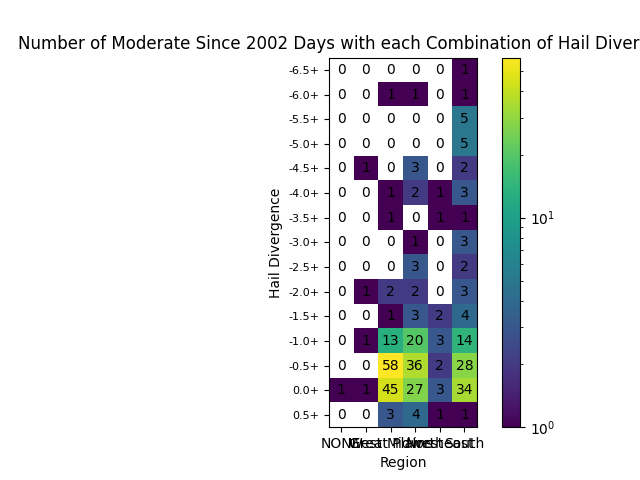 Number of Moderate Since 2002 Days with each Combination of Hail Diver
-6.5+ 0 0 0 0 0 1
-6.0+ 0 0 1 1 0 1
-5.5+ 0 0 0 0 0 5
-5.0+ 0 0 0 0 0 5
-4.5+ 0 1 0 3 0 2
-4.0+ 0 0 1 2 1 3
-3.5+ 0 0 1 0 1 1
-3.0+ 0 0 0 1 0 3
-2.5+ 0 0 0 3 0 2
-2.0+ 0 1 2 2 0 3
-1.5+ 0 0 1 3 2 4
-1.0+ 0 1 13 20 3 14
-0.5+ 0 0 58 36 2 28
0.0+ 1 1 45 27 3 34
0.5+ 0 0 3 4 1 1
Hail Divergence
South
Region
10¹
10⁰